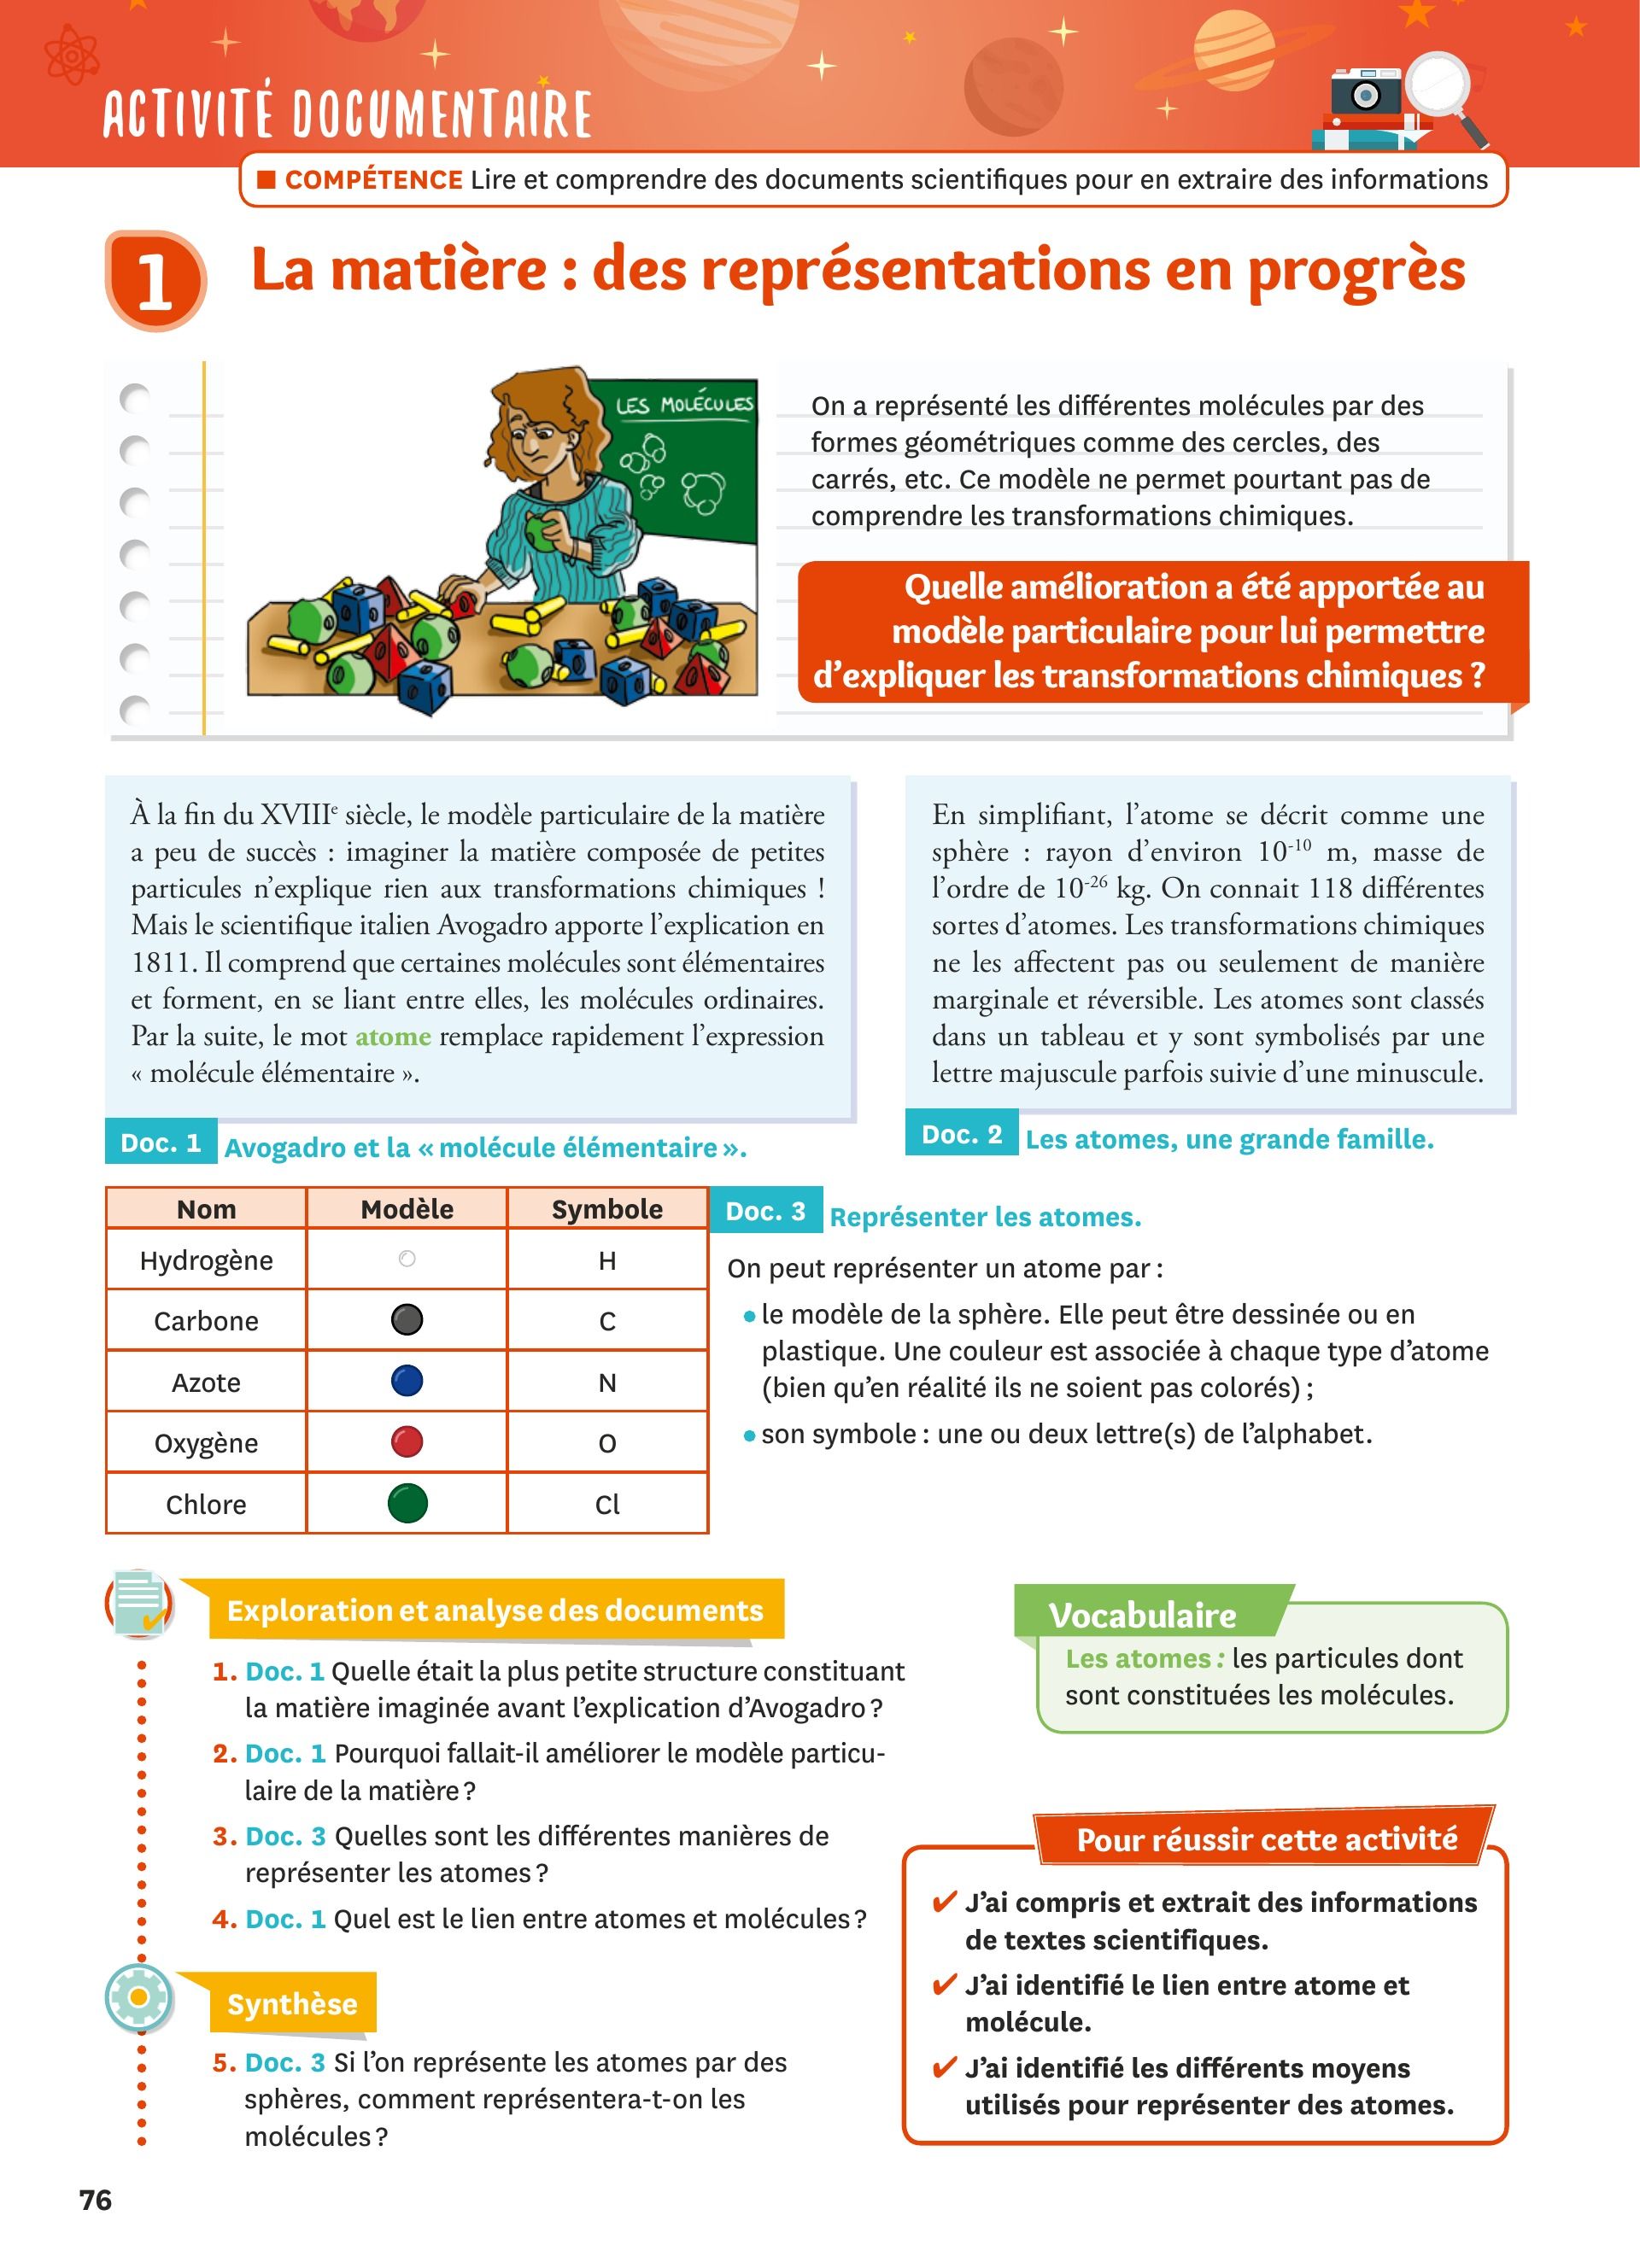 ACTIVITÉ DOCUMENTAIRE
■ COMPÉTENCE Lire et comprendre des documents scientifiques pour en extraire des informations
1 La matière : des représentations en progrès
LES MOLÉCULES
On a représenté les différentes molécules par des
formes géométriques comme des cercles, des
carrés, etc. Ce modèle ne permet pourtant pas de
comprendre les transformations chimiques.
Quelle amélioration a été apportée au
modèle particulaire pour lui permettre
d’expliquer les transformations chimiques ?
À la fin du XVIIIe siècle, le modèle particulaire de la matière
a peu de succès : imaginer la matière composée de petites
particules n’explique rien aux transformations chimiques !
Mais le scientifique italien Avogadro apporte l’explication en
1811. Il comprend que certaines molécules sont élémentaires
et forment, en se liant entre elles, les molécules ordinaires.
Par la suite, le mot atome remplace rapidement l’expression
« molécule élémentaire ».
Doc. 1 Avogadro et la « molécule élémentaire ».
En simplifiant, l’atome se décrit comme une
sphère : rayon d’environ 10-10 m, masse de
l’ordre de 10-26 kg. On connait 118 différentes
sortes d’atomes. Les transformations chimiques
ne les affectent pas ou seulement de manière
marginale et réversible. Les atomes sont classés
dans un tableau et y sont symbolisés par une
lettre majuscule parfois suivie d’une minuscule.
Doc. 2 Les atomes, une grande famille.
Nom Modèle Symbole
Hydrogène H
Carbone C
Azote N
Oxygène O
Chlore Cl
Doc. 3 Représenter les atomes.
On peut représenter un atome par :
• le modèle de la sphère. Elle peut être dessinée ou en
plastique. Une couleur est associée à chaque type d’atome
(bien qu’en réalité ils ne soient pas colorés) ;
• son symbole : une ou deux lettre(s) de l’alphabet.
Exploration et analyse des documents
1. Doc. 1 Quelle était la plus petite structure constituant
la matière imaginée avant l’explication d’Avogadro ?
2. Doc. 1 Pourquoi fallait-il améliorer le modèle particu-
laire de la matière ?
3. Doc. 3 Quelles sont les différentes manières de
représenter les atomes ?
4. Doc. 1 Quel est le lien entre atomes et molécules ?
Synthèse
5. Doc. 3 Si l’on représente les atomes par des
sphères, comment représentera-t-on les
molécules ?
Vocabulaire
Les atomes : les particules dont
sont constituées les molécules.
Pour réussir cette activité
✔ J’ai compris et extrait des informations
de textes scientifiques.
✔ J’ai identifié le lien entre atome et
molécule.
✔ J’ai identifié les différents moyens
utilisés pour représenter des atomes.
76